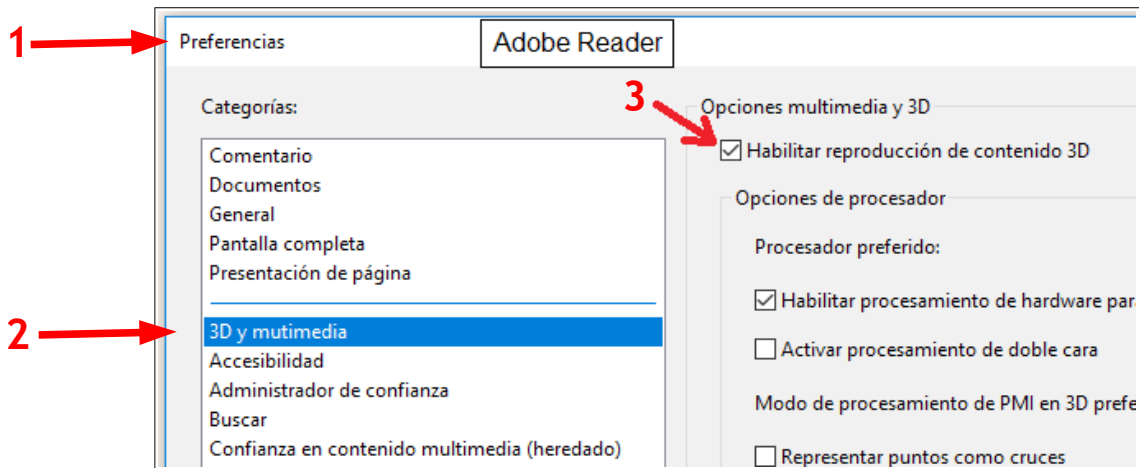 1
Preferencias
Adobe Reader
Categorías:
3
Opciones multimedia y 3D
Comentario
Documentos
General
Pantalla completa
Presentación de página
2
3D y mutimedia
Accesibilidad
Administrador de confianza
Buscar
Confianza en contenido multimedia (heredado)
Habilitar reproducción de contenido 3D
Opciones de procesador
Procesador preferido:
Habilitar procesamiento de hardware par
Activar procesamiento de doble cara
Modo de procesamiento de PMI en 3D prefe
Representar puntos como cruces